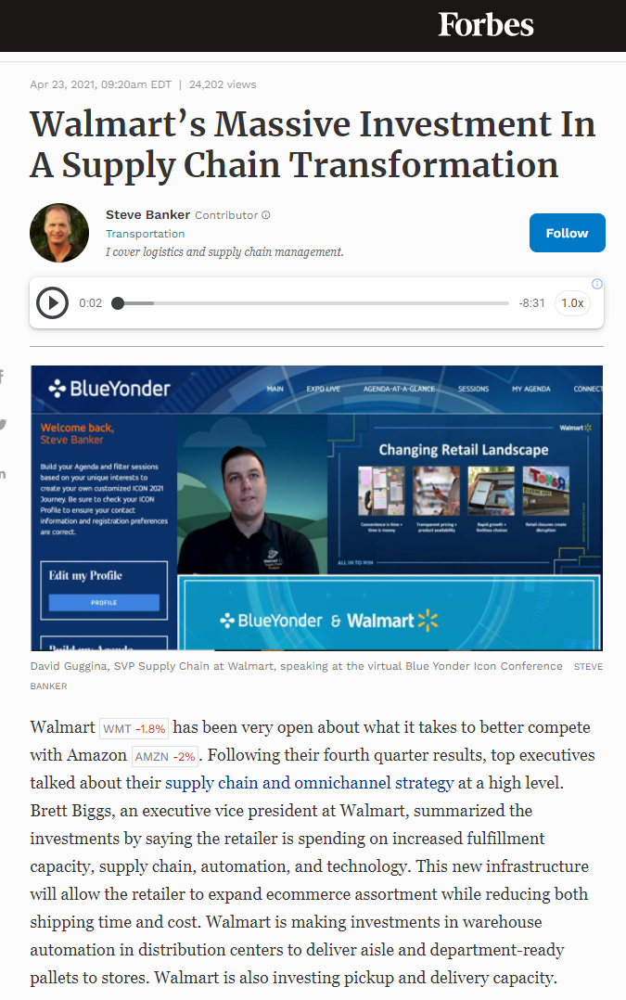 Forbes
Apr 23, 2021, 09:20am EDT | 24,202 views
Walmart’s Massive Investment In
A Supply Chain Transformation
Steve Banker Contributor
Transportation
I cover logistics and supply chain management.
Follow
0:02
-8:31
1.0x
BlueYonder
MAIN EXPO LIVE AGENDA-AT-A-GLANCE SESSIONS MY AGENDA CONNECT
Welcome back,
Steve Banker
Build your Agenda and filter sessions
based on your unique interests to
create your own customized ICON 2021
Journey. Be sure to check your ICON
Profile to ensure your contact
information and registration preferences
are correct.
Edit my Profile
PROFILE
Build my Agenda
Walmart
Changing Retail Landscape
Convenience is time +
time is money
Transparent pricing +
product availability
Rapid growth +
limitless choices
Retail closures create
disruption
ALL IN TO WIN
BlueYonder & Walmart
David Guggina, SVP Supply Chain at Walmart, speaking at the virtual Blue Yonder Icon Conference STEVE
BANKER
Walmart WMT -1.8% has been very open about what it takes to better compete
with Amazon AMZN -2% . Following their fourth quarter results, top executives
talked about their supply chain and omnichannel strategy at a high level.
Brett Biggs, an executive vice president at Walmart, summarized the
investments by saying the retailer is spending on increased fulfillment
capacity, supply chain, automation, and technology. This new infrastructure
will allow the retailer to expand ecommerce assortment while reducing both
shipping time and cost. Walmart is making investments in warehouse
automation in distribution centers to deliver aisle and department-ready
pallets to stores. Walmart is also investing pickup and delivery capacity.